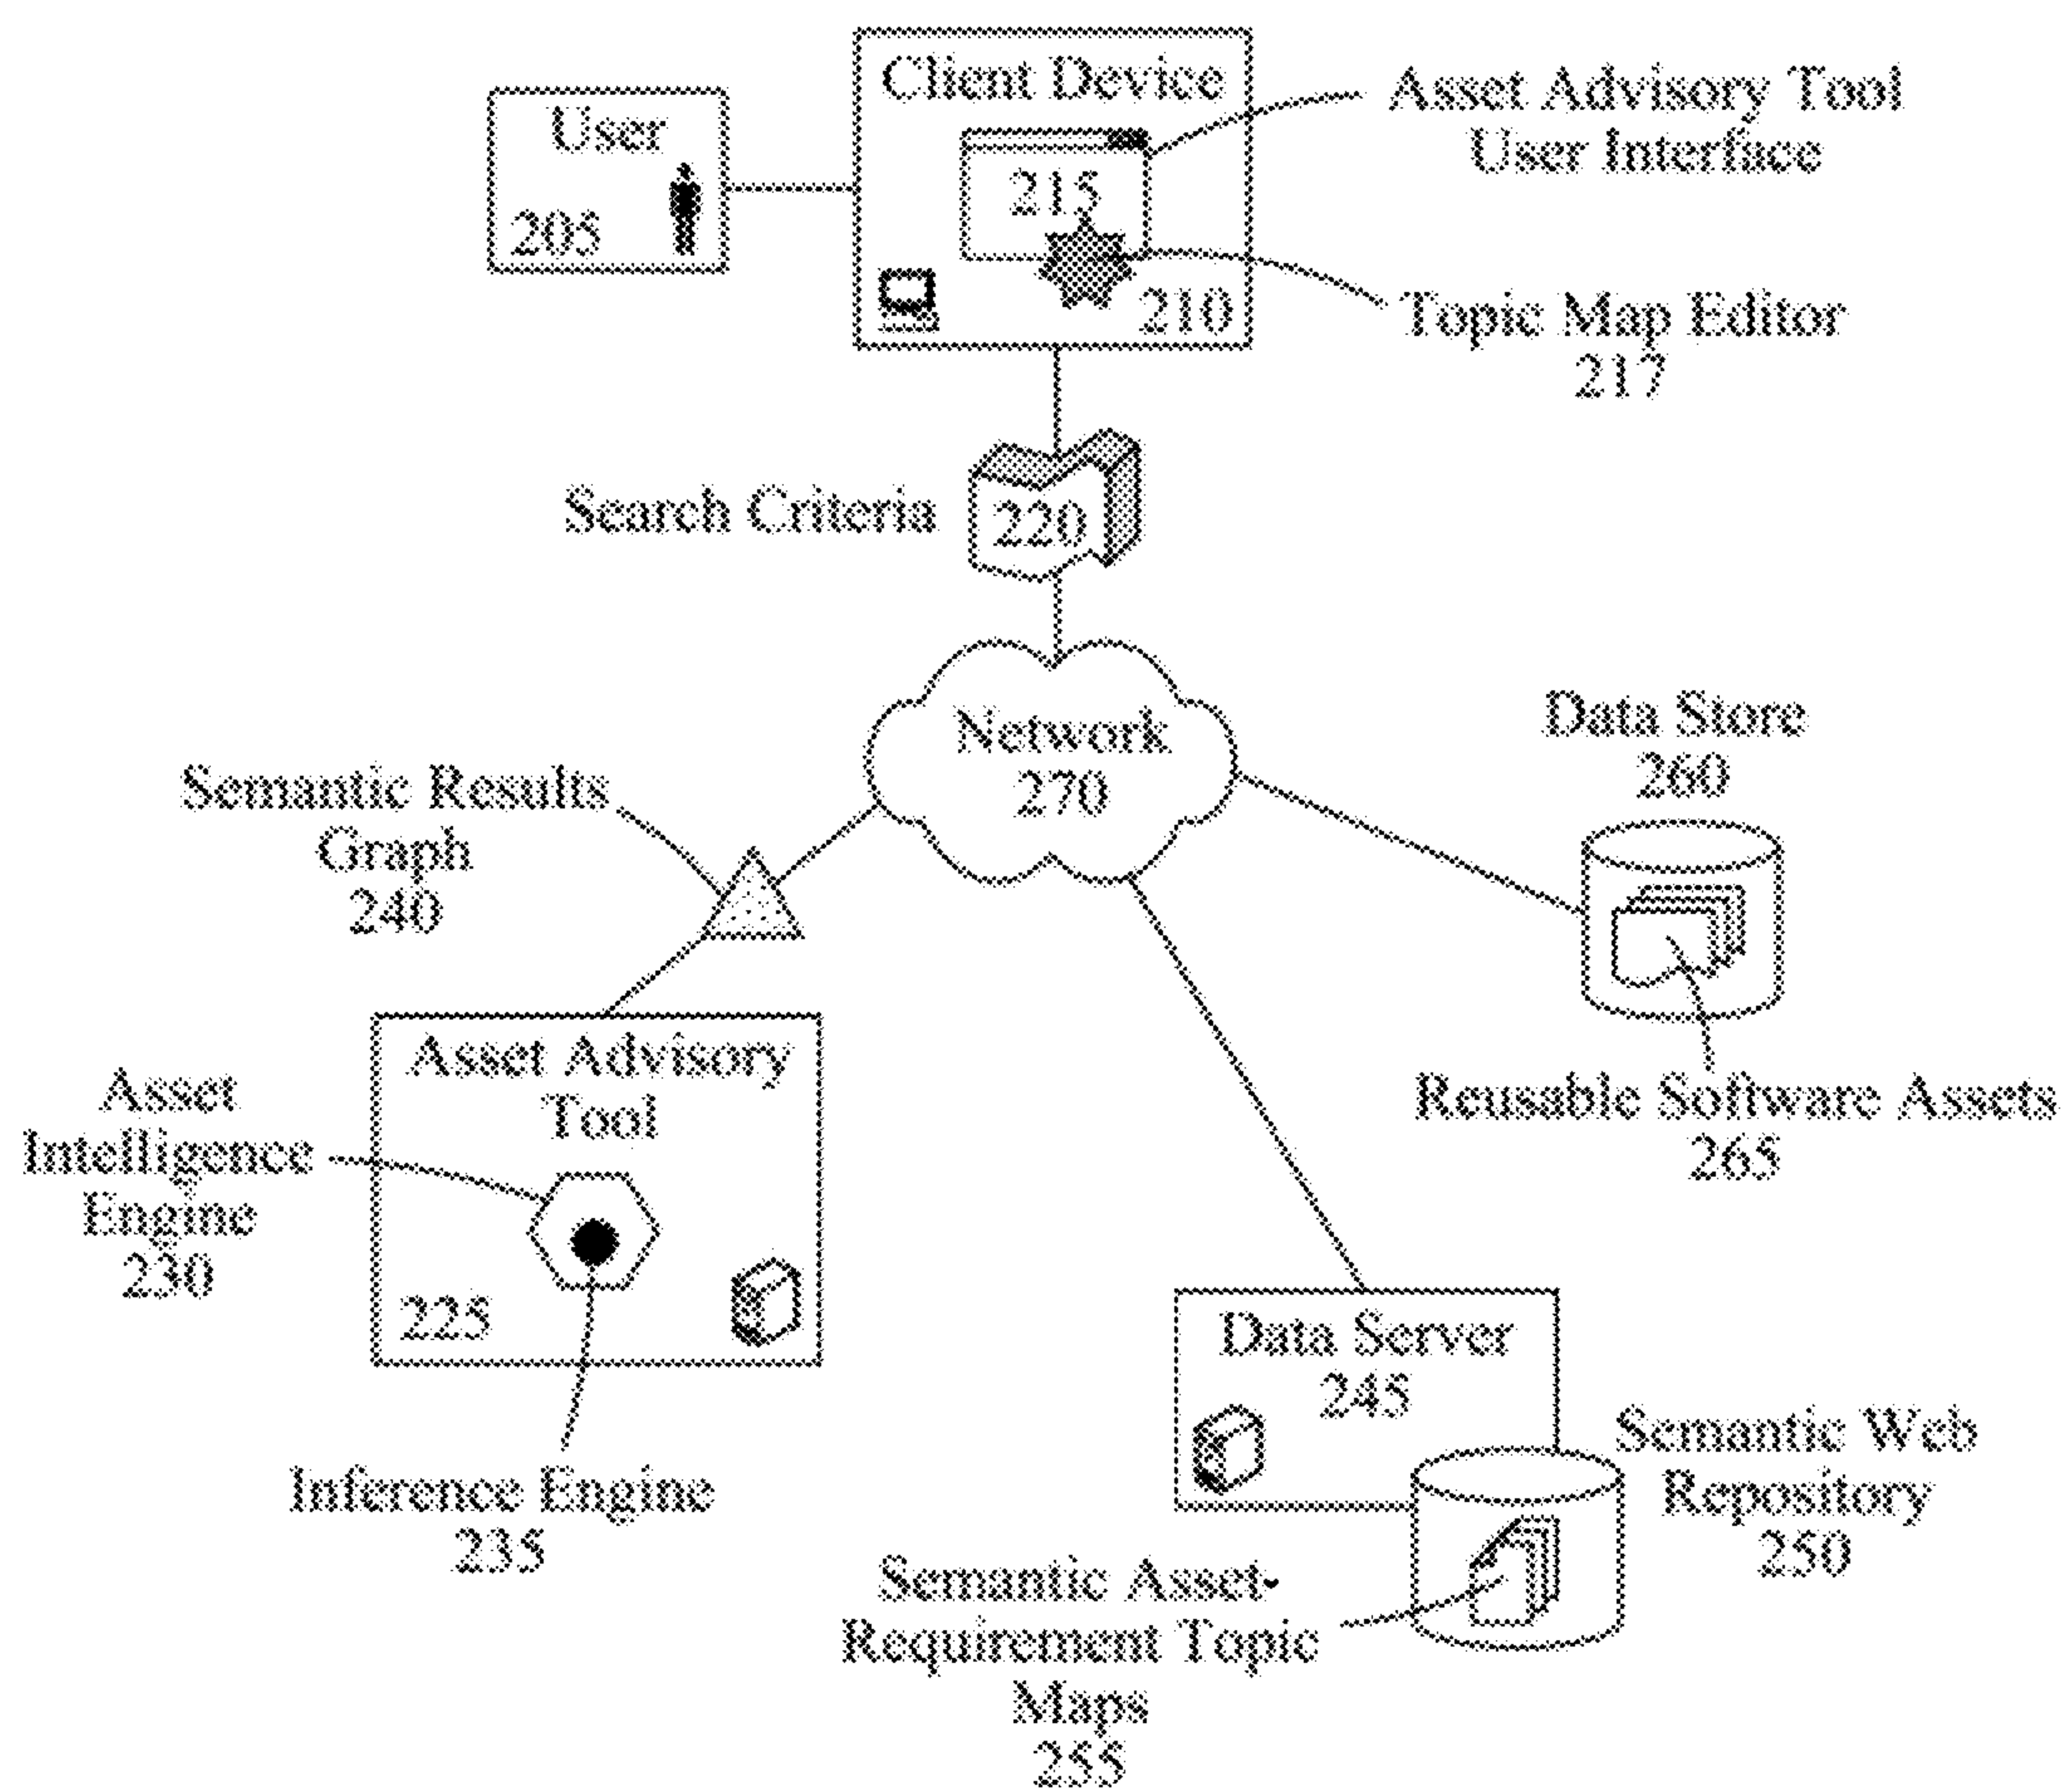 Client Device
215
210
User
205
Asset Advisory Tool
User Interface
Topic Map Editor
217
Search Criteria
220
Network
270
Data Store
260
Reusable Software Assets
265
Semantic Results
Graph
240
Asset Advisory
Tool
225
Asset
Intelligence
Engine
230
Inference Engine
235
Data Server
245
Semantic Web
Repository
250
Semantic Asset-
Requirement Topic
Maps
255